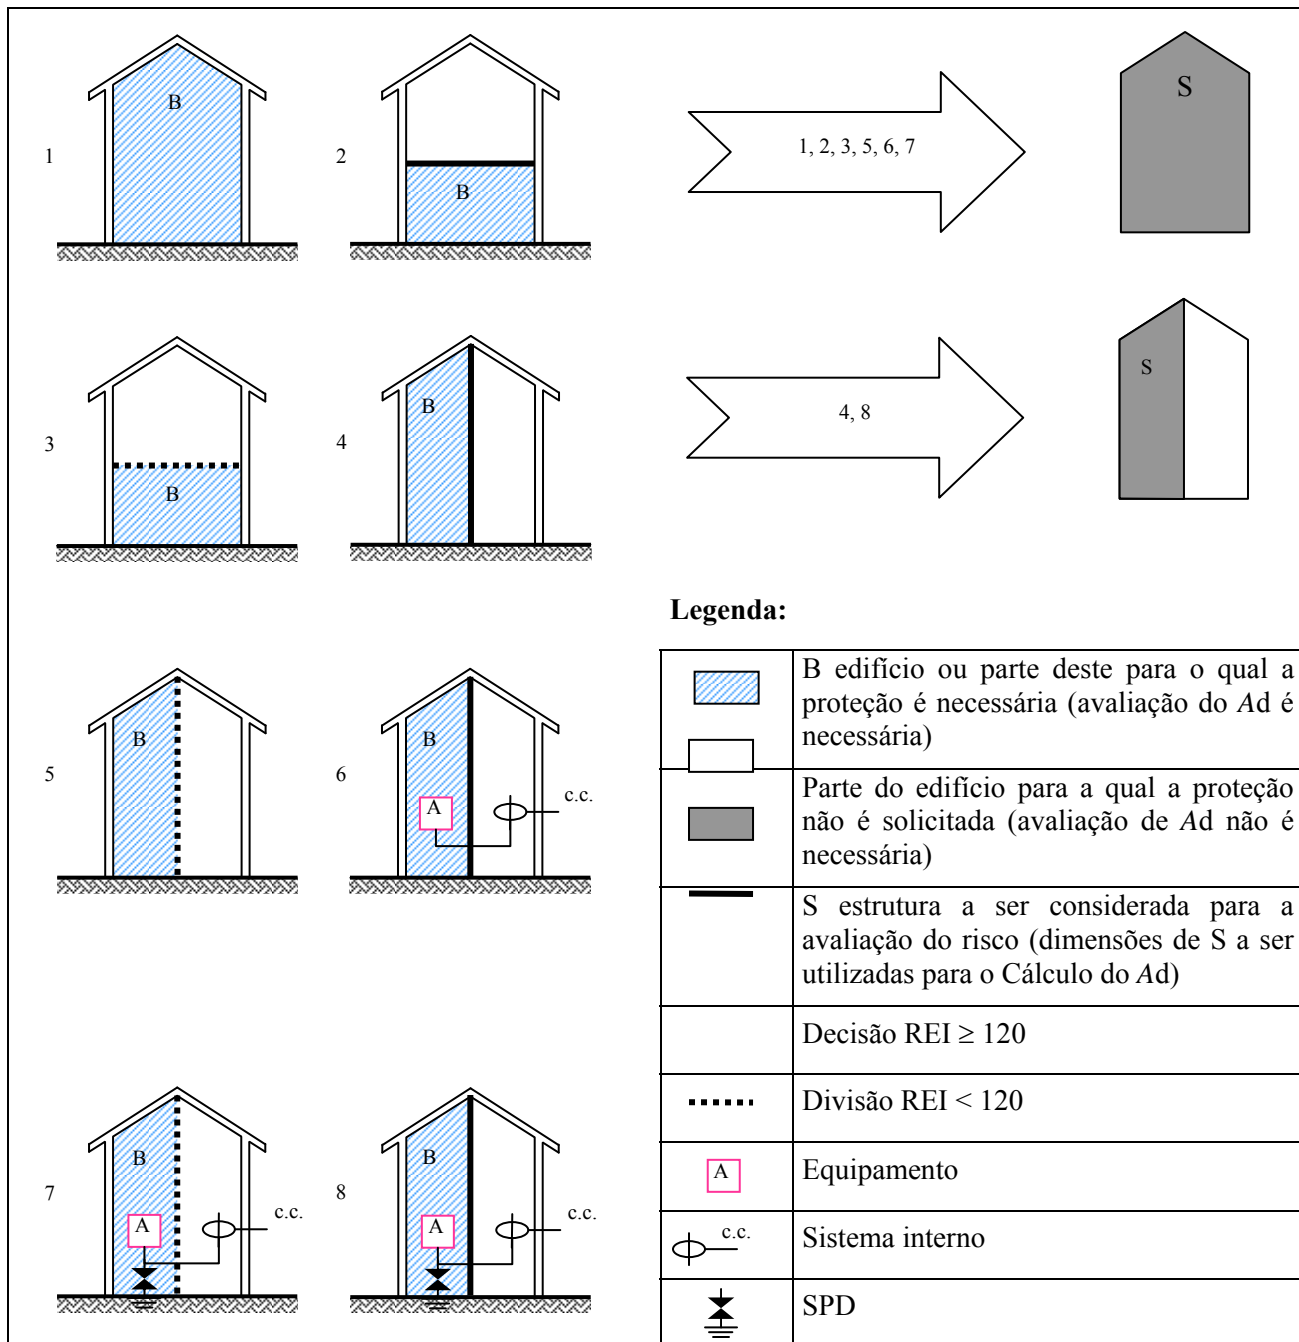 B
B
S
1
2
1, 2, 3, 5, 6, 7
B
B
S
3
4
4, 8
Legenda:
B edifício ou parte deste para o qual a
proteção é necessária (avaliação do Ad é
necessária)
Parte do edifício para a qual a proteção
não é solicitada (avaliação de Ad não é
necessária)
S estrutura a ser considerada para a
avaliação do risco (dimensões de S a ser
utilizadas para o Cálculo do Ad)
Decisão REI ≥ 120
Divisão REI < 120
A
Equipamento
c.c.
Sistema interno
SPD
B
B
5
6
A
c.c.
B
B
7
8
A
c.c.
A
c.c.